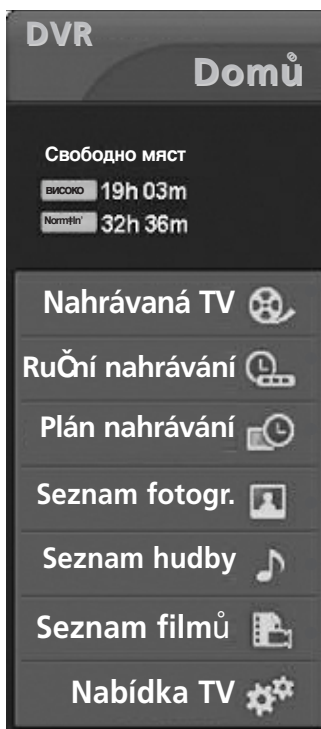 DVR
Domů
Свободно мяст
високо 19h 03m
32h 36m
Nahrávaná TV
RuČní nahrávání
Plán nahrávání
Seznam fotogr.
Seznam hudby
Seznam filmů
Nabídka TV